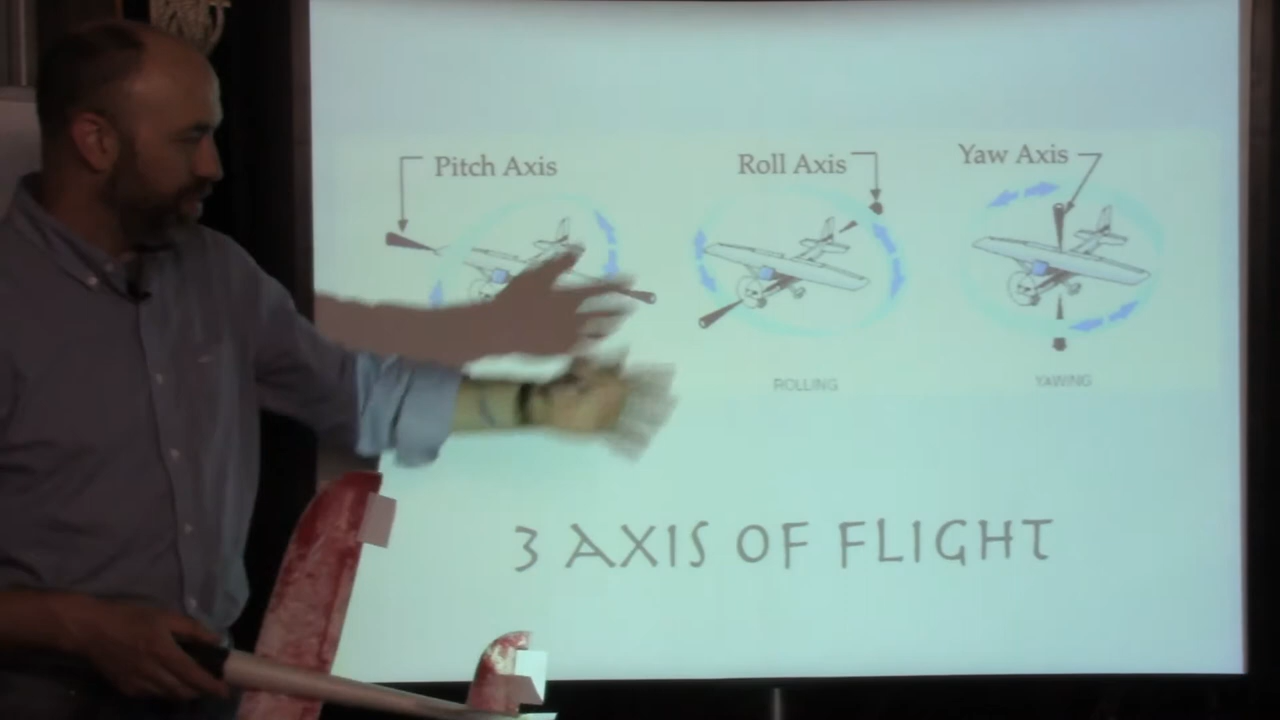 Pitch Axis
Roll Axis
Yaw Axis
ROLLING
YAWING
3 AXIS OF FLIGHT